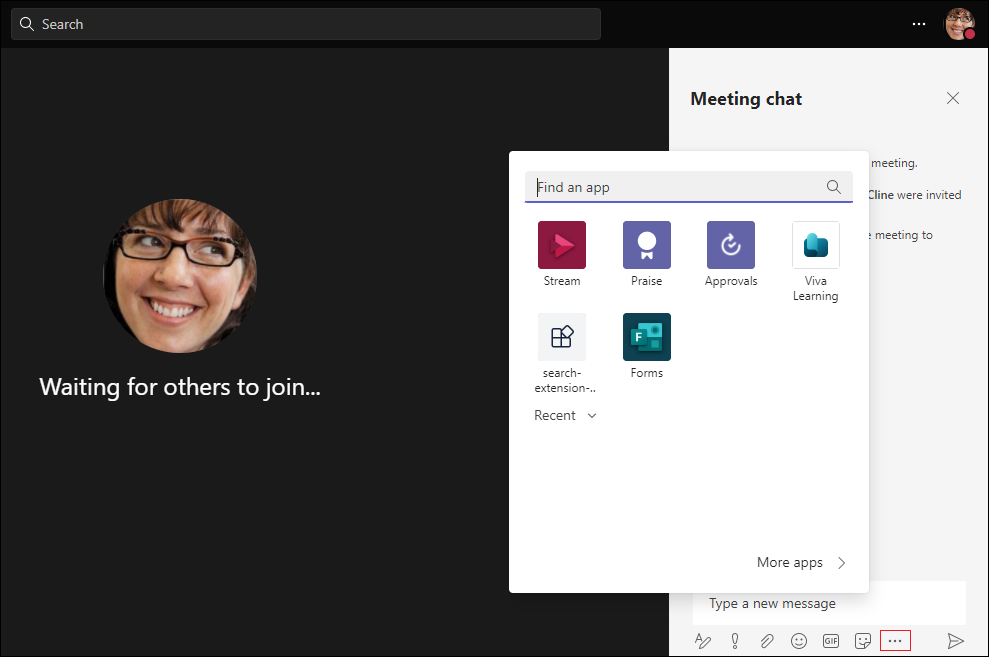 Search
Meeting chat
meeting.
Cline were invited
e meeting to
Find an app
Stream
Praise
Approvals
Viva
Learning
search-
extension-..
Forms
Recent
More apps
Waiting for others to join...
Type a new message
GIF